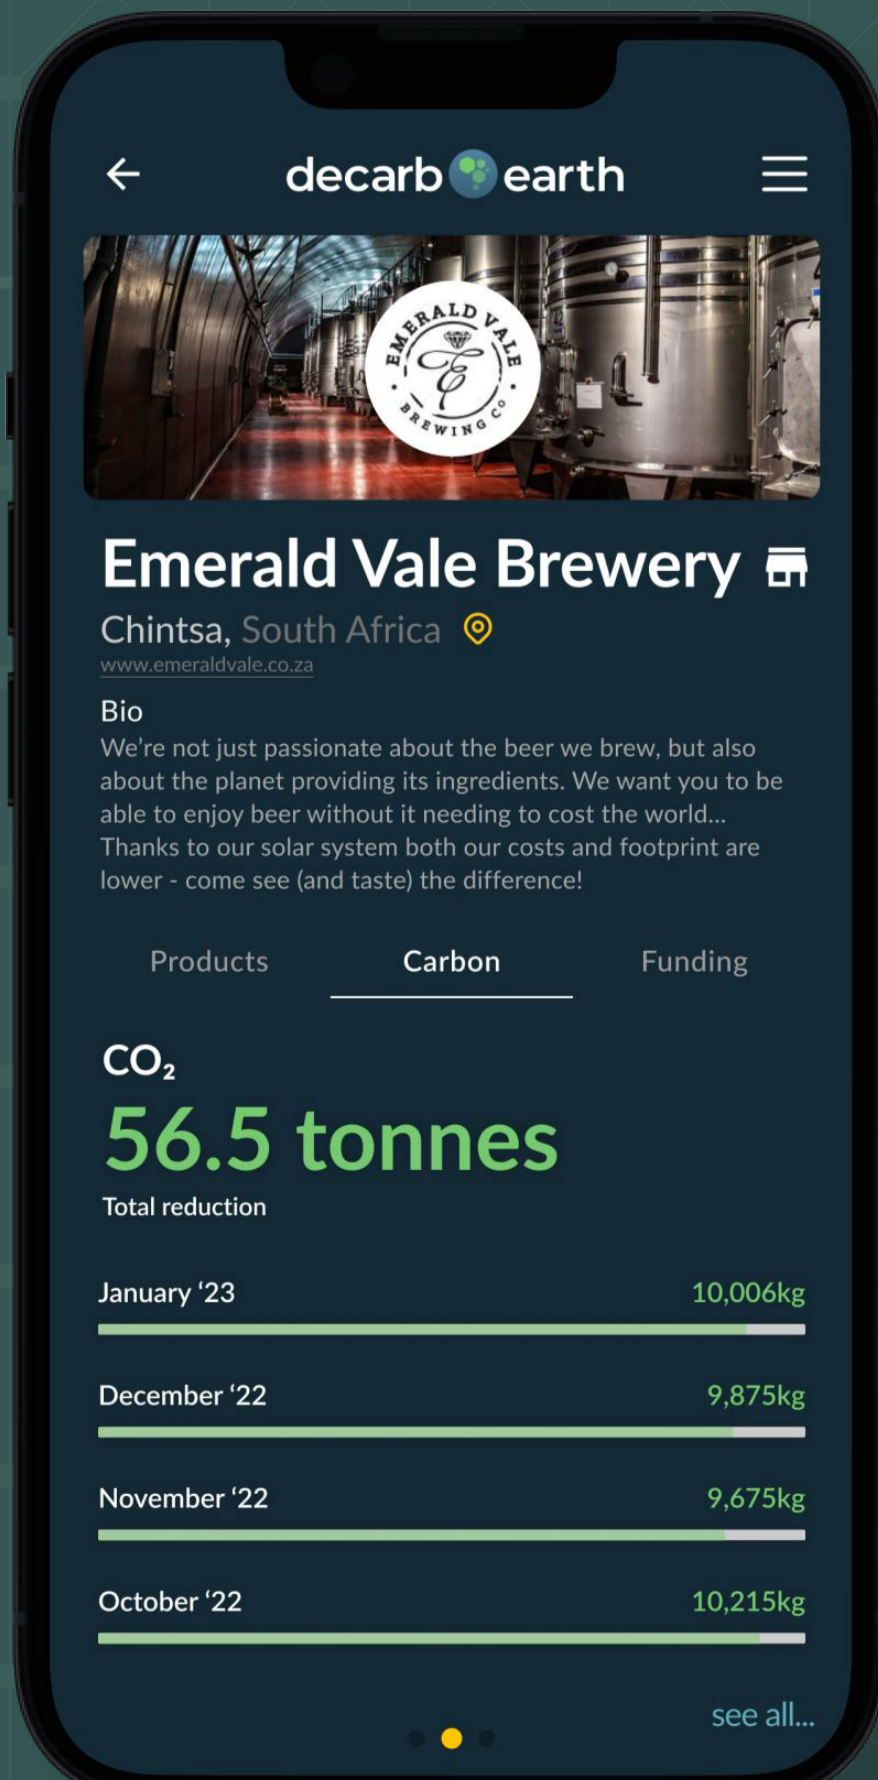 decarb earth
EMERALD VALE
BREWING CO
Emerald Vale Brewery
Chintsa, South Africa
www.emeraldvale.co.za
Bio
We’re not just passionate about the beer we brew, but also
about the planet providing its ingredients. We want you to be
able to enjoy beer without it needing to cost the world...
Thanks to our solar system both our costs and footprint are
lower - come see (and taste) the difference!
Products Carbon Funding
CO₂
56.5 tonnes
Total reduction
January ‘23 10,006kg
December ‘22 9,875kg
November ‘22 9,675kg
October ‘22 10,215kg
see all...